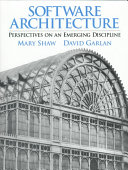 SOFTWARE
ARCHITECTURE
PERSPECTIVES ON AN EMERGING DISCIPLINE
MARY SHAW DAVID GARLAN